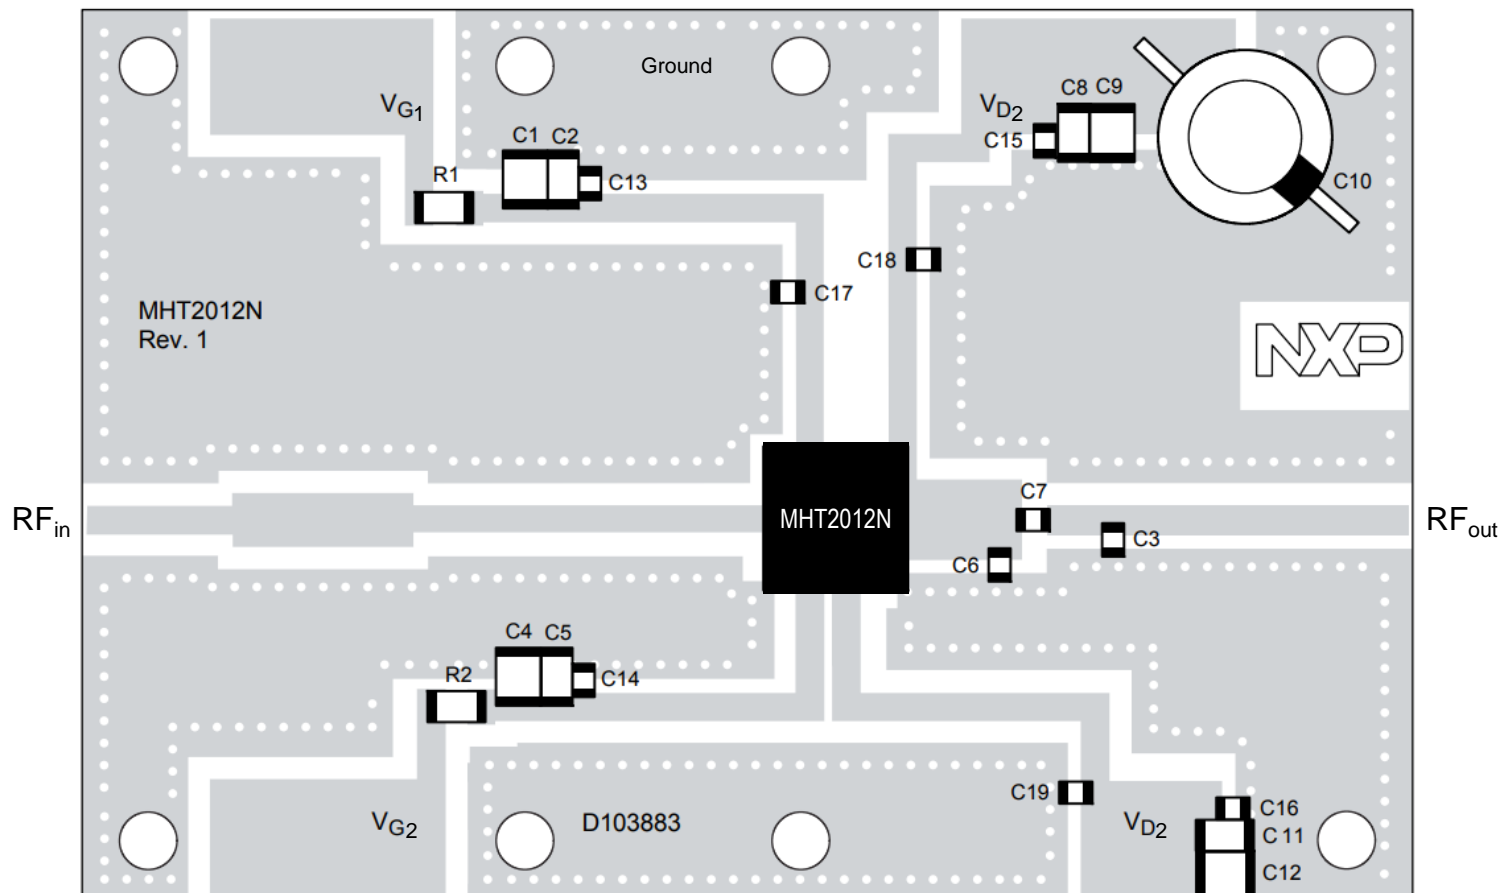 Ground
VG1
VD2
C8 C9
C15
C1 C2
R1
C13
C10
C18
C17
MHT2012N
Rev. 1
NXP
C7
RFin
MHT2012N
RFout
C3
C6
C4 C5
R2
C14
C19
C16
VG2
D103883
VD2
C 11
C12